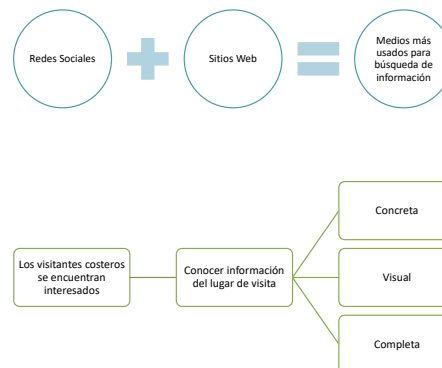 Redes Sociales
Sitios Web
Medios más
usados para
búsqueda de
información
Los visitantes costeros
se encuentran
interesados
Conocer información
del lugar de visita
Concreta
Visual
Completa